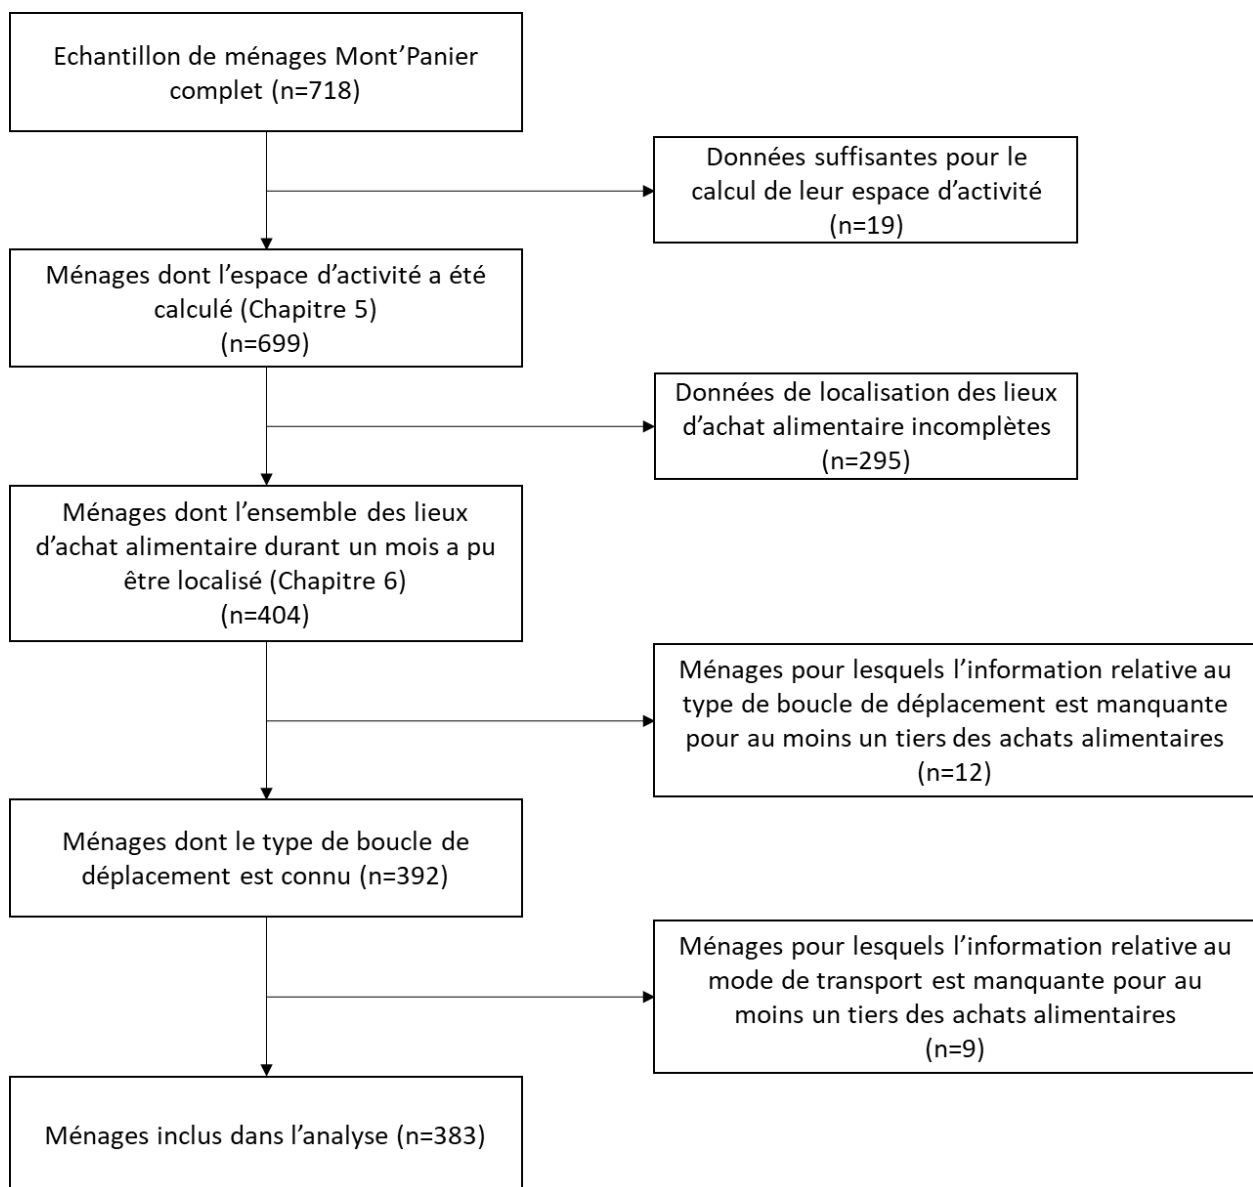 Echantillon de ménages Mont’Panier
complet (n=718)
Données suffisantes pour le
calcul de leur espace d’activité
(n=19)
Ménages dont l’espace d’activité a été
calculé (Chapitre 5)
(n=699)
Données de localisation des lieux
d’achat alimentaire incomplètes
(n=295)
Ménages dont l’ensemble des lieux
d’achat alimentaire durant un mois a pu
être localisé (Chapitre 6)
(n=404)
Ménages pour lesquels l’information relative au
type de boucle de déplacement est manquante
pour au moins un tiers des achats alimentaires
(n=12)
Ménages dont le type de boucle de
déplacement est connu (n=392)
Ménages pour lesquels l’information relative au
mode de transport est manquante pour au
moins un tiers des achats alimentaires
(n=9)
Ménages inclus dans l’analyse (n=383)